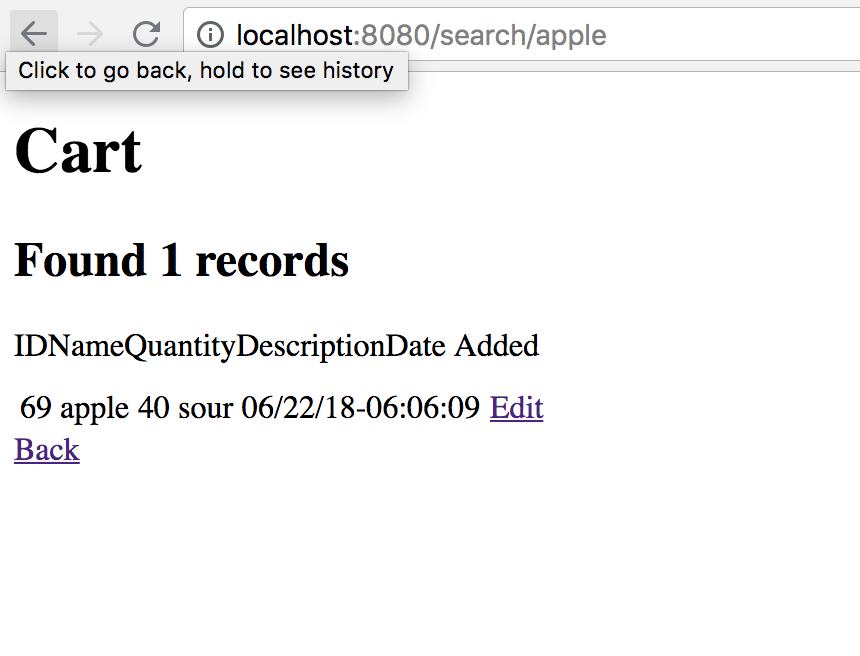 localhost:8080/search/apple
Click to go back, hold to see history
Cart
Found 1 records
IDNameQuantityDescriptionDate Added
69 apple 40 sour 06/22/18-06:06:09 Edit
Back